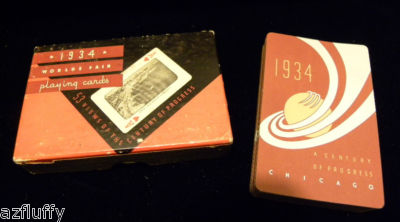 1934
WORLDS FAIR
playing cards
53 VIEWS OF THE CENTURY OF PROGRESS
1934
A CENTURY
OF PROGRESS
CHICAGO
azfluffy